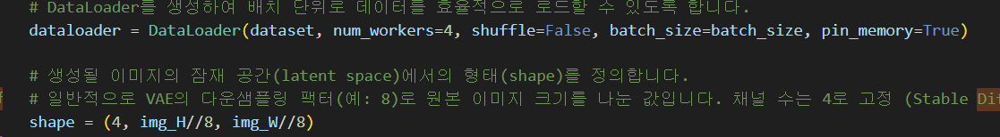 # DataLoader를 생성하여 배치 단위로 데이터를 효율적으로 로드할 수 있도록 합니다.
dataloader = DataLoader(dataset, num_workers=4, shuffle=False, batch_size=batch_size, pin_memory=True)
# 생성될 이미지의 잠재 공간(latent space)에서의 형태(shape)를 정의합니다.
# 일반적으로 VAE의 다운샘플링 팩터(예: 8)로 원본 이미지 크기를 나눈 값입니다. 채널 수는 4로 고정 (Stable
shape = (4, img_H//8, img_W//8)